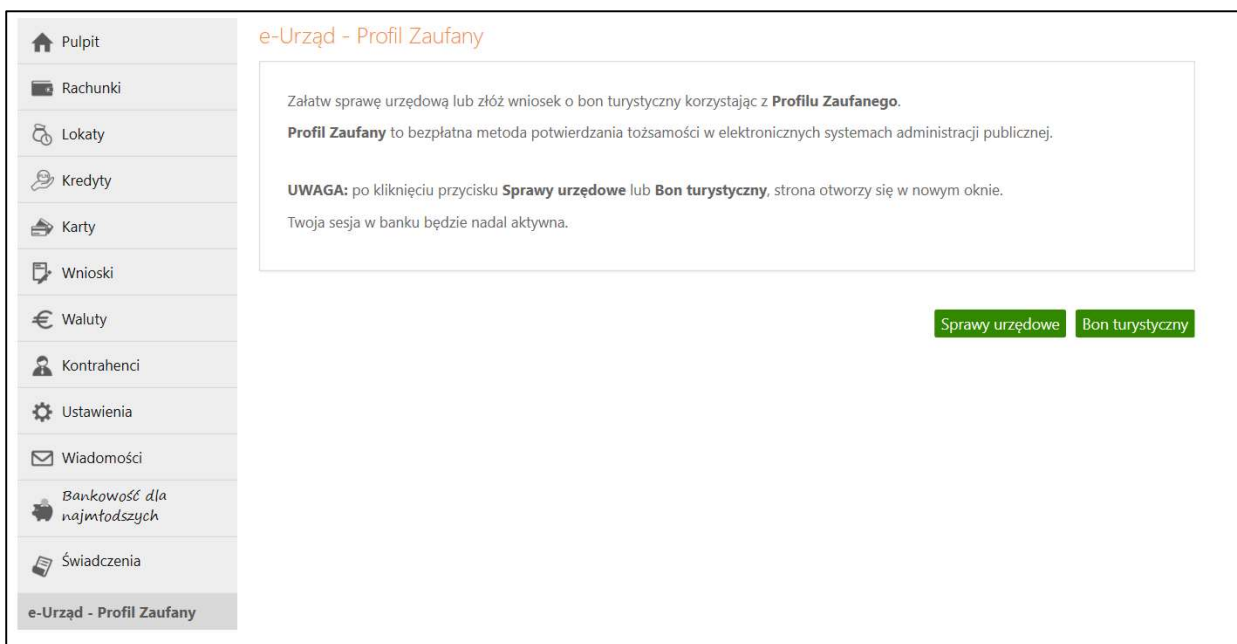 Pulpit
Rachunki
Lokaty
Kredyty
Karty
Wnioski
Waluty
Kontrahenci
Ustawienia
Wiadomości
Bankowość dla
najmłodszych
Świadczenia
e-Urząd - Profil Zaufany
e-Urząd - Profil Zaufany
Załatw sprawę urzędową lub złóż wniosek o bon turystyczny korzystając z Profilu Zaufanego.
Profil Zaufany to bezpłatna metoda potwierdzania tożsamości w elektronicznych systemach administracji publicznej.
UWAGA: po kliknięciu przycisku Sprawy urzędowe lub Bon turystyczny, strona otworzy się w nowym oknie.
Twoja sesja w banku będzie nadal aktywna.
Sprawy urzędowe Bon turystyczny